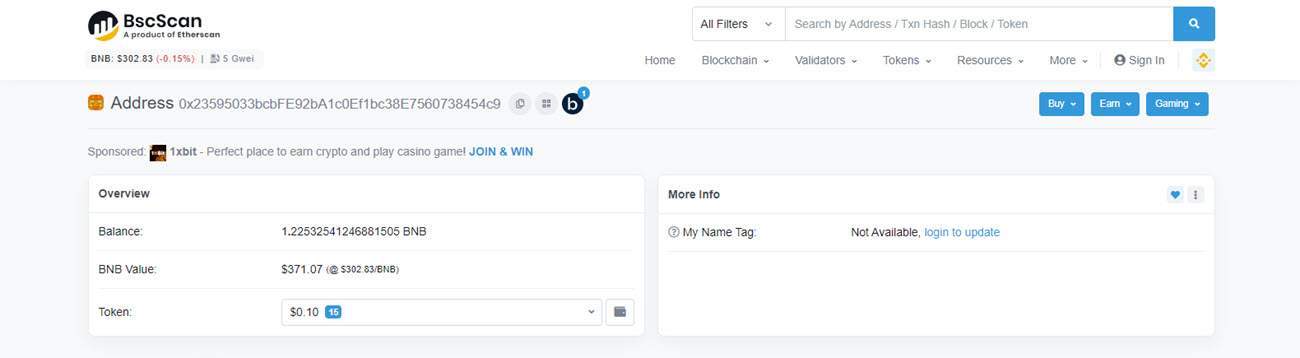 BscScan
A product of Etherscan
All Filters
Search by Address / Txn Hash / Block / Token
BNB: $302.83 (-0.15%) | 5 Gwei
Home Blockchain Validators Tokens Resources More Sign In
Address 0x23595033bcbFE92bA1c0Ef1bc38E7560738454c9
b 1
Buy Earn Gaming
Sponsored: 1xbit - Perfect place to earn crypto and play casino game! JOIN & WIN
Overview
Balance: 1.22532541246881505 BNB
BNB Value: $371.07 (@ $302.83/BNB)
Token: $0.10 15
More Info
My Name Tag: Not Available, login to update